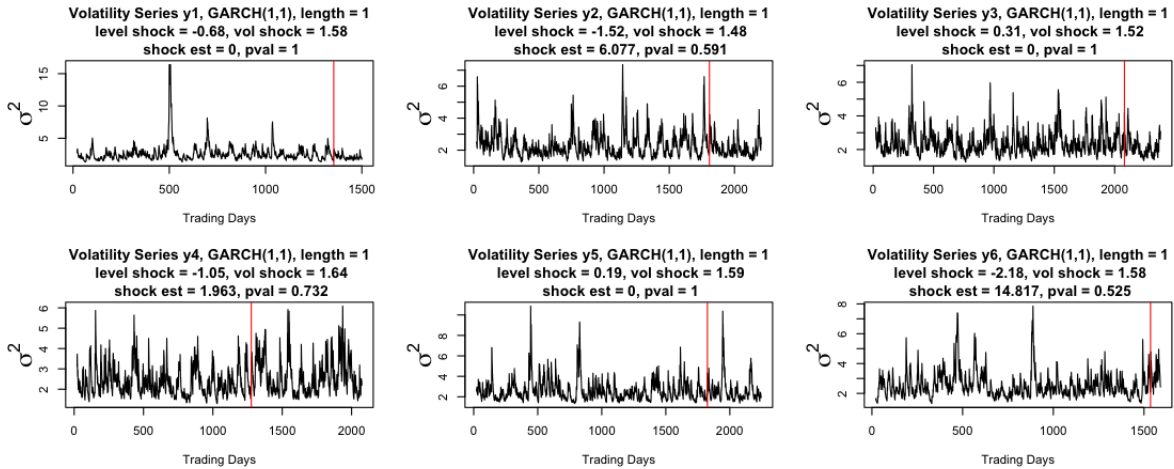 Volatility Series y1, GARCH(1,1), length = 1
level shock = -0.68, vol shock = 1.58
shock est = 0, pval = 1
σ²
15
10
5
0
500
1000
1500
Trading Days
Volatility Series y2, GARCH(1,1), length = 1
level shock = -1.52, vol shock = 1.48
shock est = 6.077, pval = 0.591
σ²
6
4
2
0
500
1000
1500
2000
Trading Days
Volatility Series y3, GARCH(1,1), length = 1
level shock = 0.31, vol shock = 1.52
shock est = 0, pval = 1
σ²
6
4
2
0
500
1000
1500
2000
Trading Days
Volatility Series y4, GARCH(1,1), length = 1
level shock = -1.05, vol shock = 1.64
shock est = 1.963, pval = 0.732
σ²
6
5
4
3
2
0
500
1000
1500
2000
Trading Days
Volatility Series y5, GARCH(1,1), length = 1
level shock = 0.19, vol shock = 1.59
shock est = 0, pval = 1
σ²
8
6
4
2
0
500
1000
1500
2000
Trading Days
Volatility Series y6, GARCH(1,1), length = 1
level shock = -2.18, vol shock = 1.58
shock est = 14.817, pval = 0.525
σ²
8
6
4
2
0
500
1000
1500
Trading Days